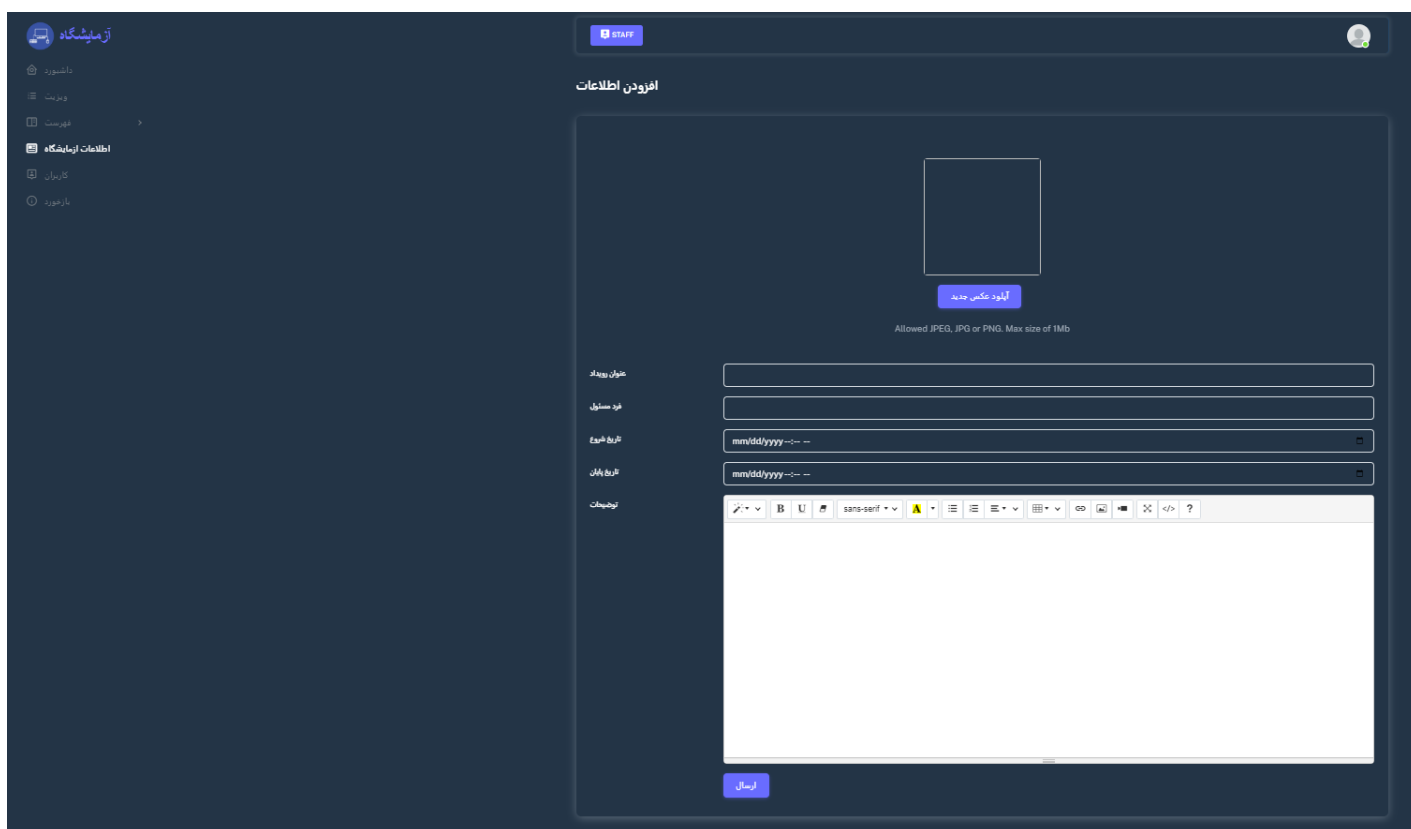 آزمایشگاه
داشبورد
ویزیت
فهرست
اطلاعات ازمایشگاه
کاربران
بازخورد
STAFF
افزودن اطلاعات
آپلود عکس جدید
Allowed JPEG, JPG or PNG. Max size of 1Mb
عنوان رویداد
فرد مسئول
تاریخ شروع
mm/dd/yyyy --:-- --
تاریخ پایان
mm/dd/yyyy --:-- --
توضیحات
B U sans-serif A </> ?
ارسال